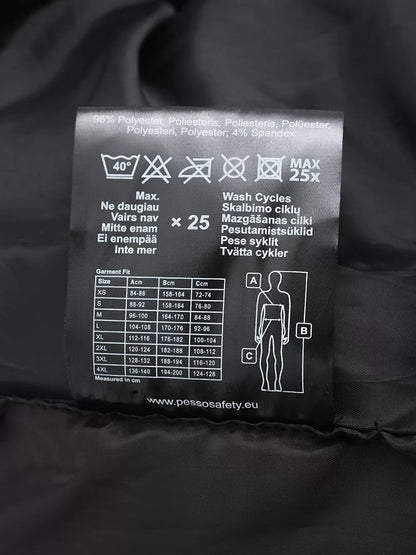 96% Polyester, Poliesteris, Poliesteris, Polüester,
Polyesteri, Polyester; 4% Spandex
40° MAX
25x
Max. Wash Cycles
Ne daugiau Skalbimo ciklų
Vairs nav Mazgāšanas cilki
Mitte enam × 25 Pesutamistsüklid
Ei enempää Pese syklit
Inte mer Tvätta cykler
Garment Fit
Size Acm Bcm Ccm
XS 84-86 158-164 72-74
S 88-92 158-164 76-80
M 96-100 164-170 84-88
L 104-108 170-176 92-96
XL 112-116 176-182 100-104
2XL 120-124 182-188 108-112
3XL 128-132 188-194 116-120
4XL 136-140 194-200 124-128
Measured in cm
A
B
C
www.pessosafety.eu